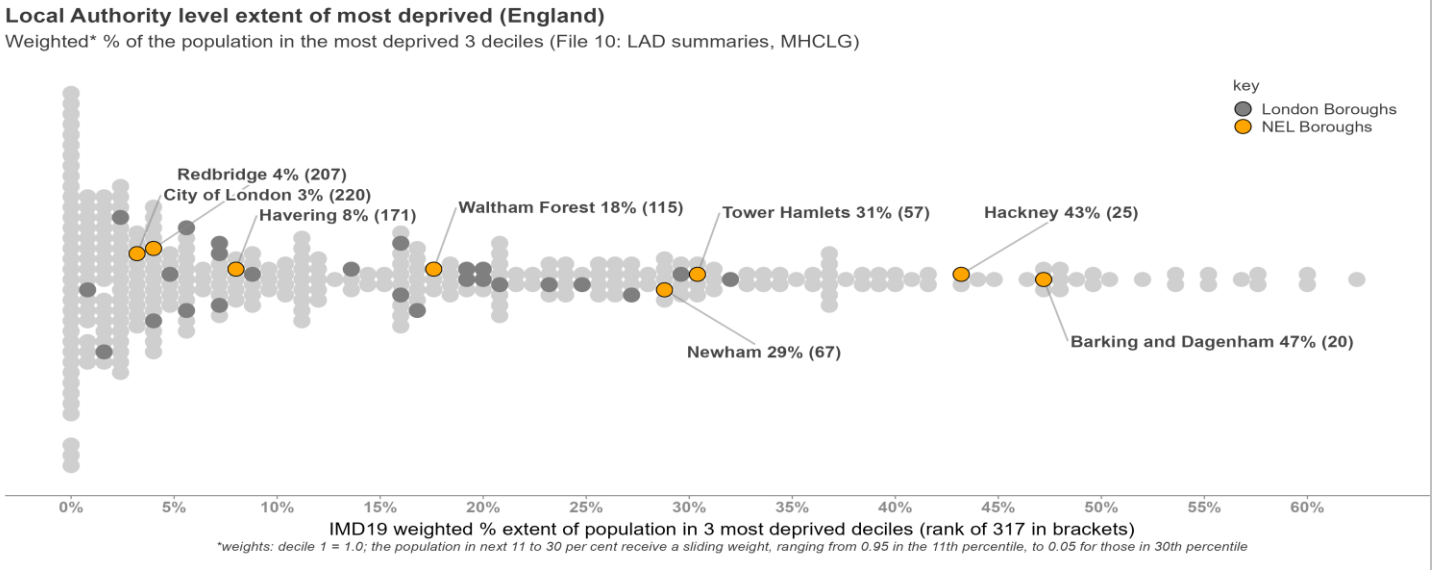 Local Authority level extent of most deprived (England)
Weighted* % of the population in the most deprived 3 deciles (File 10: LAD summaries, MHCLG)
key
London Boroughs
NEL Boroughs
Redbridge 4% (207)
City of London 3% (220)
Havering 8% (171)
Waltham Forest 18% (115)
Tower Hamlets 31% (57)
Hackney 43% (25)
Newham 29% (67)
Barking and Dagenham 47% (20)
0% 5% 10% 15% 20% 25% 30% 35% 40% 45% 50% 55% 60%
IMD19 weighted % extent of population in 3 most deprived deciles (rank of 317 in brackets)
*weights: decile 1 = 1.0; the population in next 11 to 30 per cent receive a sliding weight, ranging from 0.95 in the 11th percentile, to 0.05 for those in 30th percentile